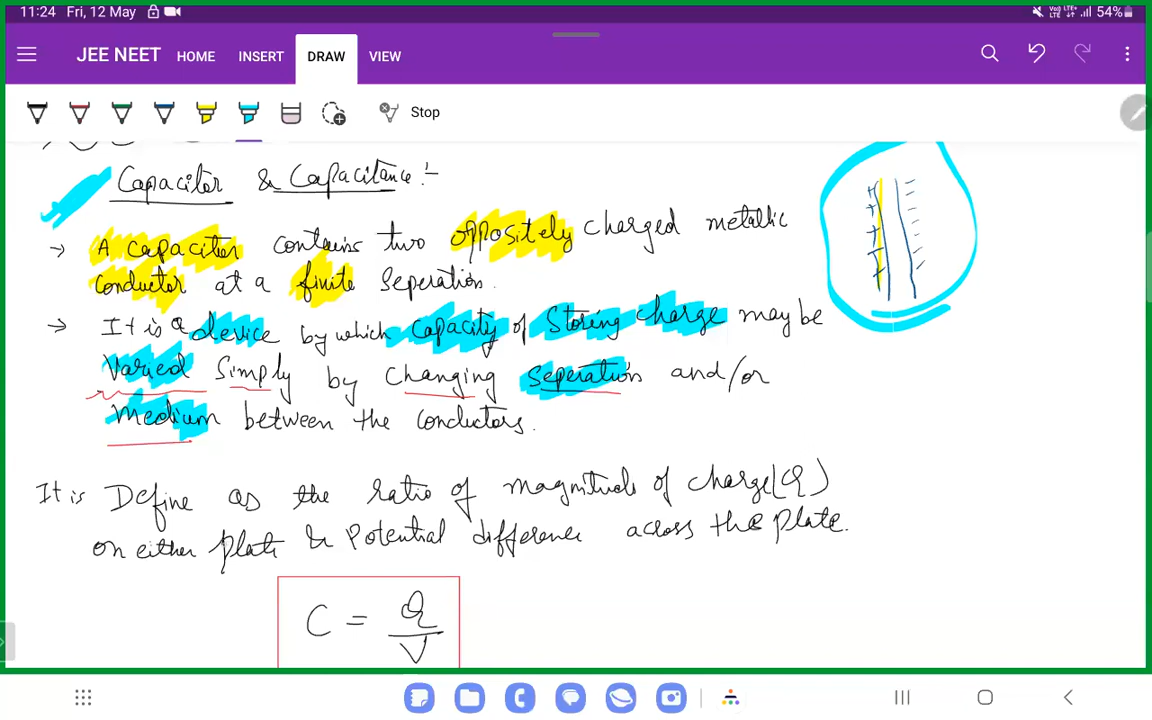 11:24 Fri, 12 May 54%
JEE NEET HOME INSERT DRAW VIEW
Stop
Capaciter & Capacitance :-
→ A capaciter contains two oppositely charged metallic
conductor at a finite Seperation.
→ It is a device by which capacity of Storing charge may be
Varied Simply by Changing Seperation and/or
Medium between the conductors.
It is Define as the ratio of magnitude of charge(Q)
on either plate & Potential difference across the plate.
C = Q/V